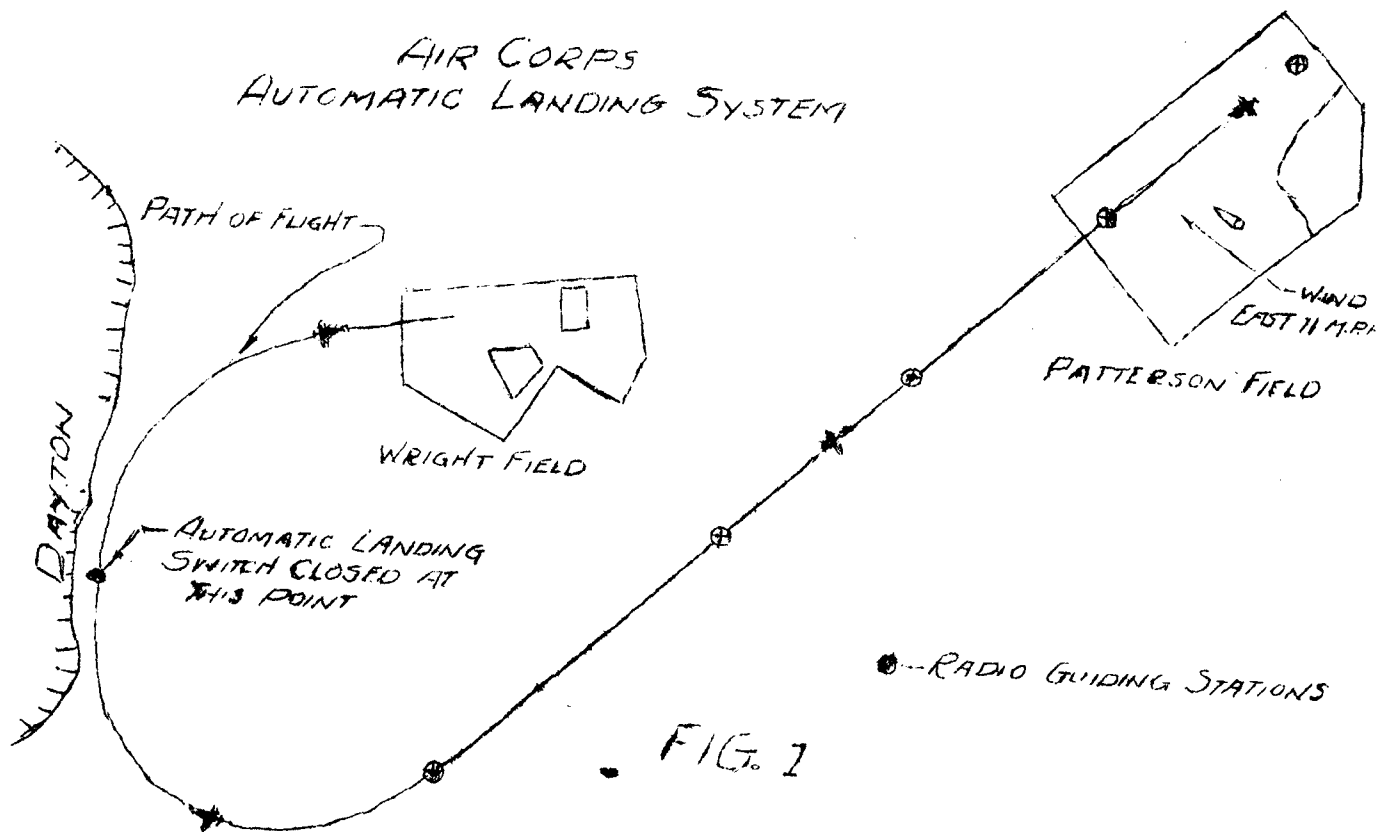 AIR CORPS
AUTOMATIC LANDING SYSTEM
PATH OF FLIGHT
WIND
EAST 11 M.P.H
PATTERSON FIELD
WRIGHT FIELD
DAYTON
AUTOMATIC LANDING
SWITCH CLOSED AT
THIS POINT
RADIO GUIDING STATIONS
FIG. 1